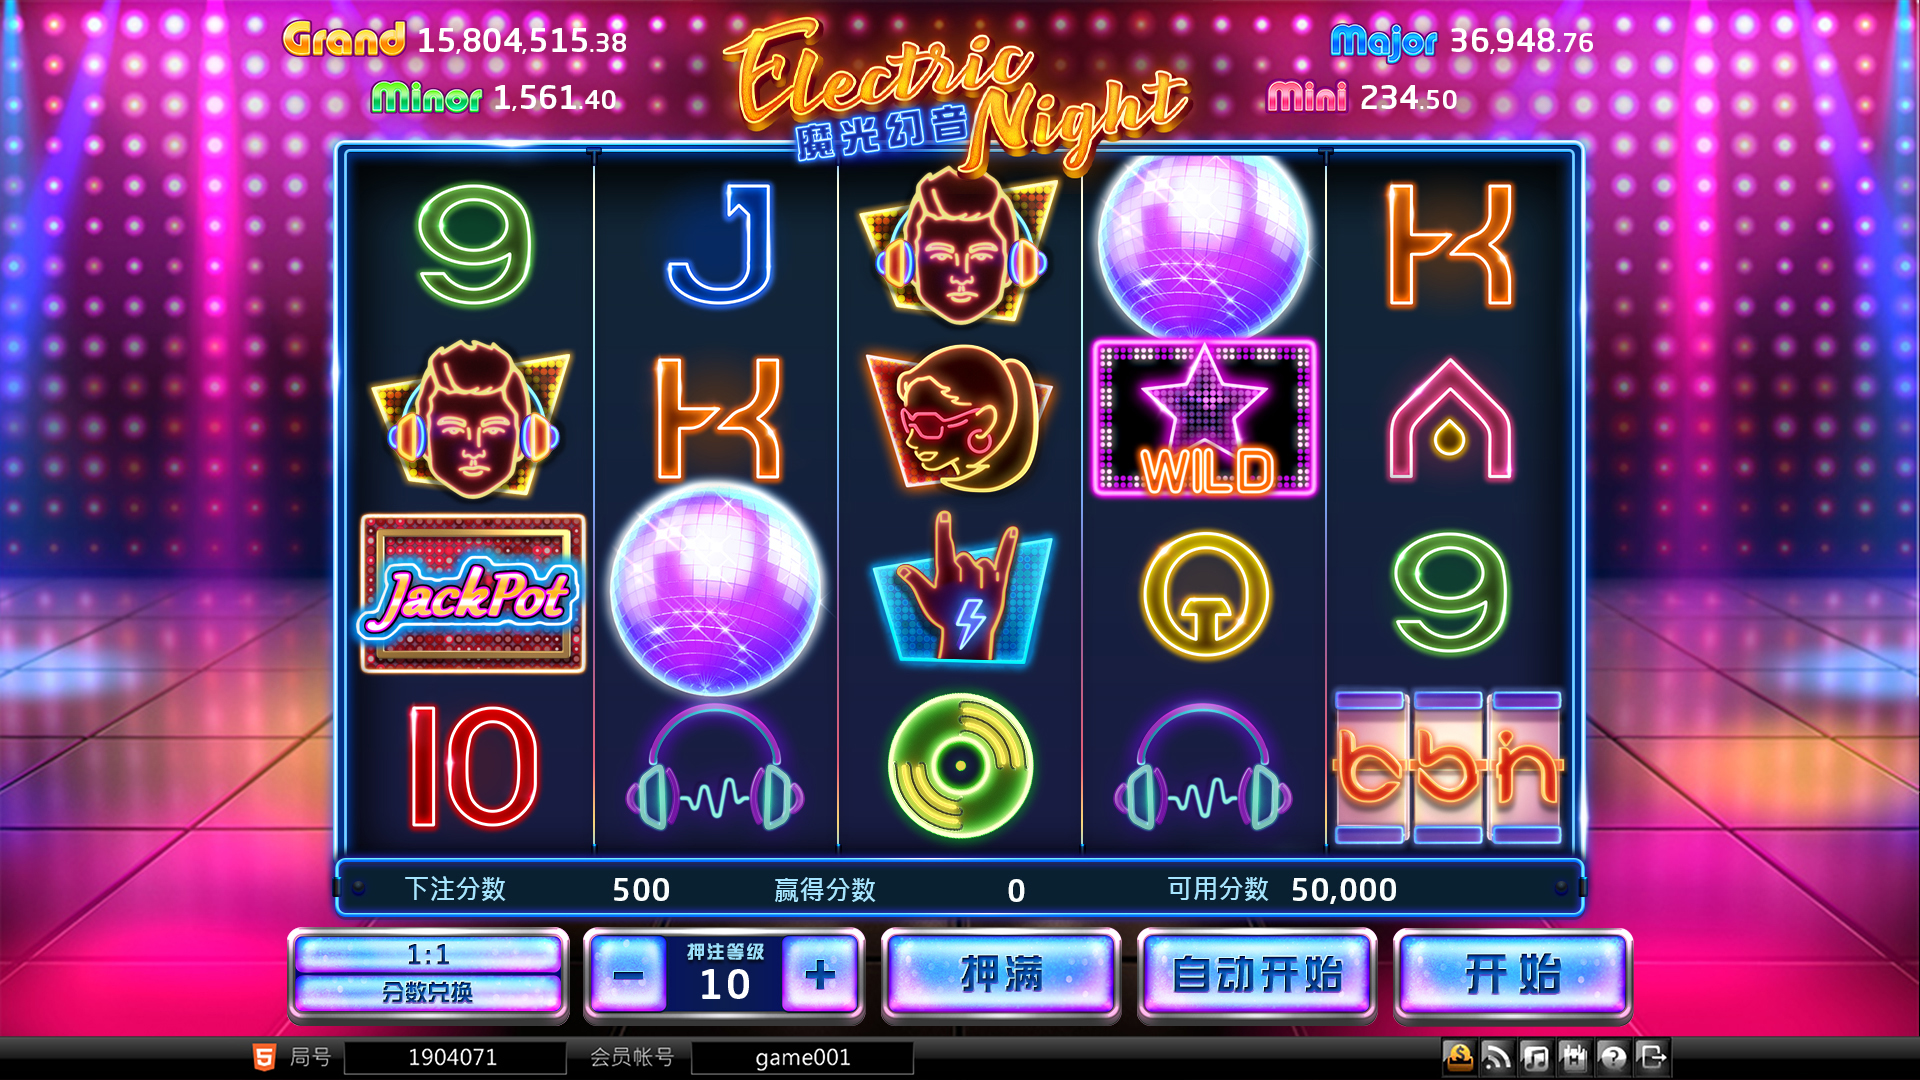 Grand 15,804,515.38
Minor 1,561.40
Electric Night
魔光幻音
Major 36,948.76
Mini 234.50
9
J
K
K
WILD
A
JackPot
Q
9
10
bbin
下注分数 500 赢得分数 0 可用分数 50,000
1:1
分数兑换
−
押注等级
10
+
押满
自动开始
开始
5 局号 1904071 会员帐号 game001